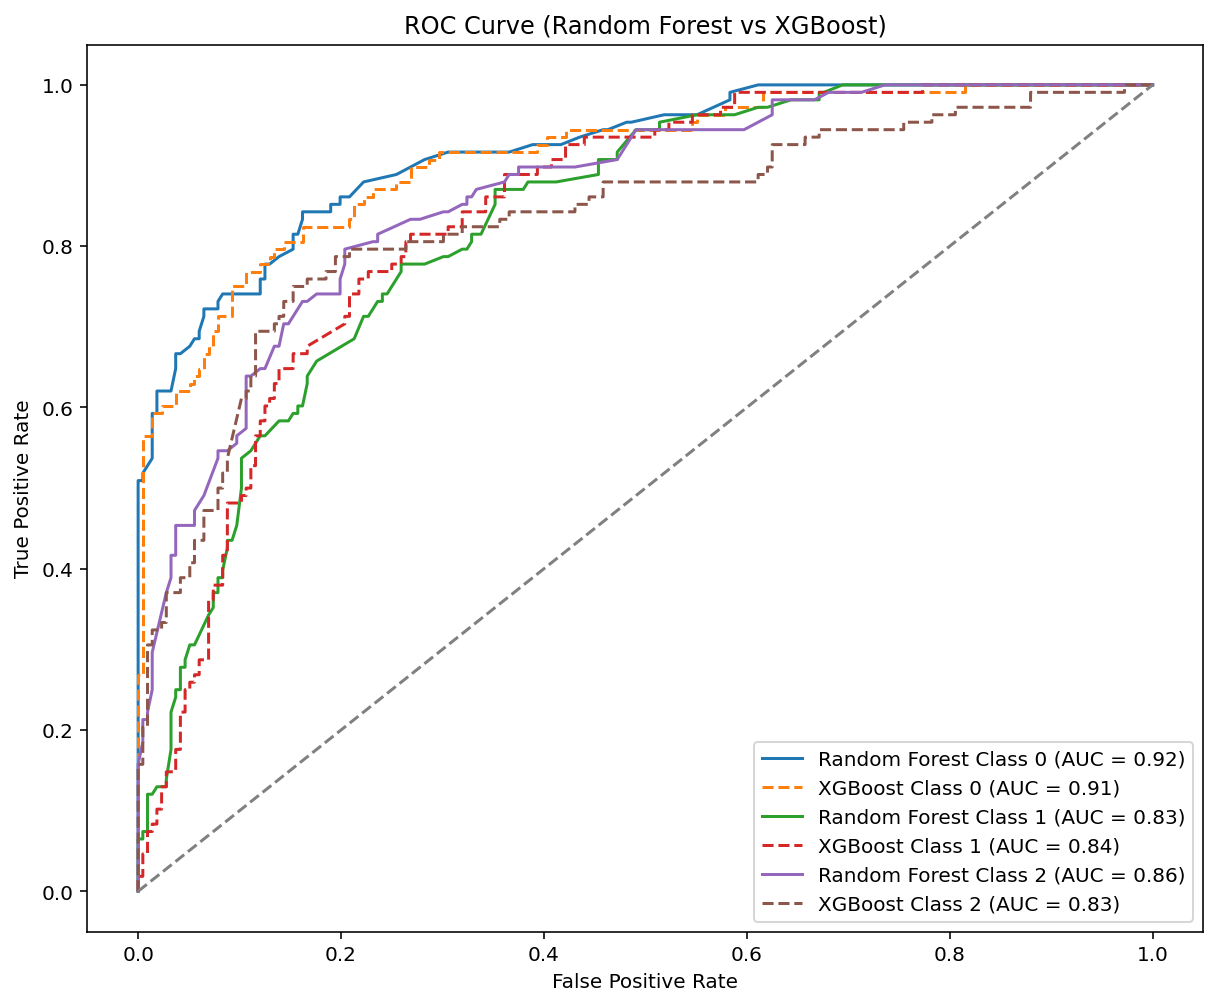 ROC Curve (Random Forest vs XGBoost)
True Positive Rate
1.0
0.8
0.6
0.4
0.2
0.0
Random Forest Class 0 (AUC = 0.92)
XGBoost Class 0 (AUC = 0.91)
Random Forest Class 1 (AUC = 0.83)
XGBoost Class 1 (AUC = 0.84)
Random Forest Class 2 (AUC = 0.86)
XGBoost Class 2 (AUC = 0.83)
0.0 0.2 0.4 0.6 0.8 1.0
False Positive Rate